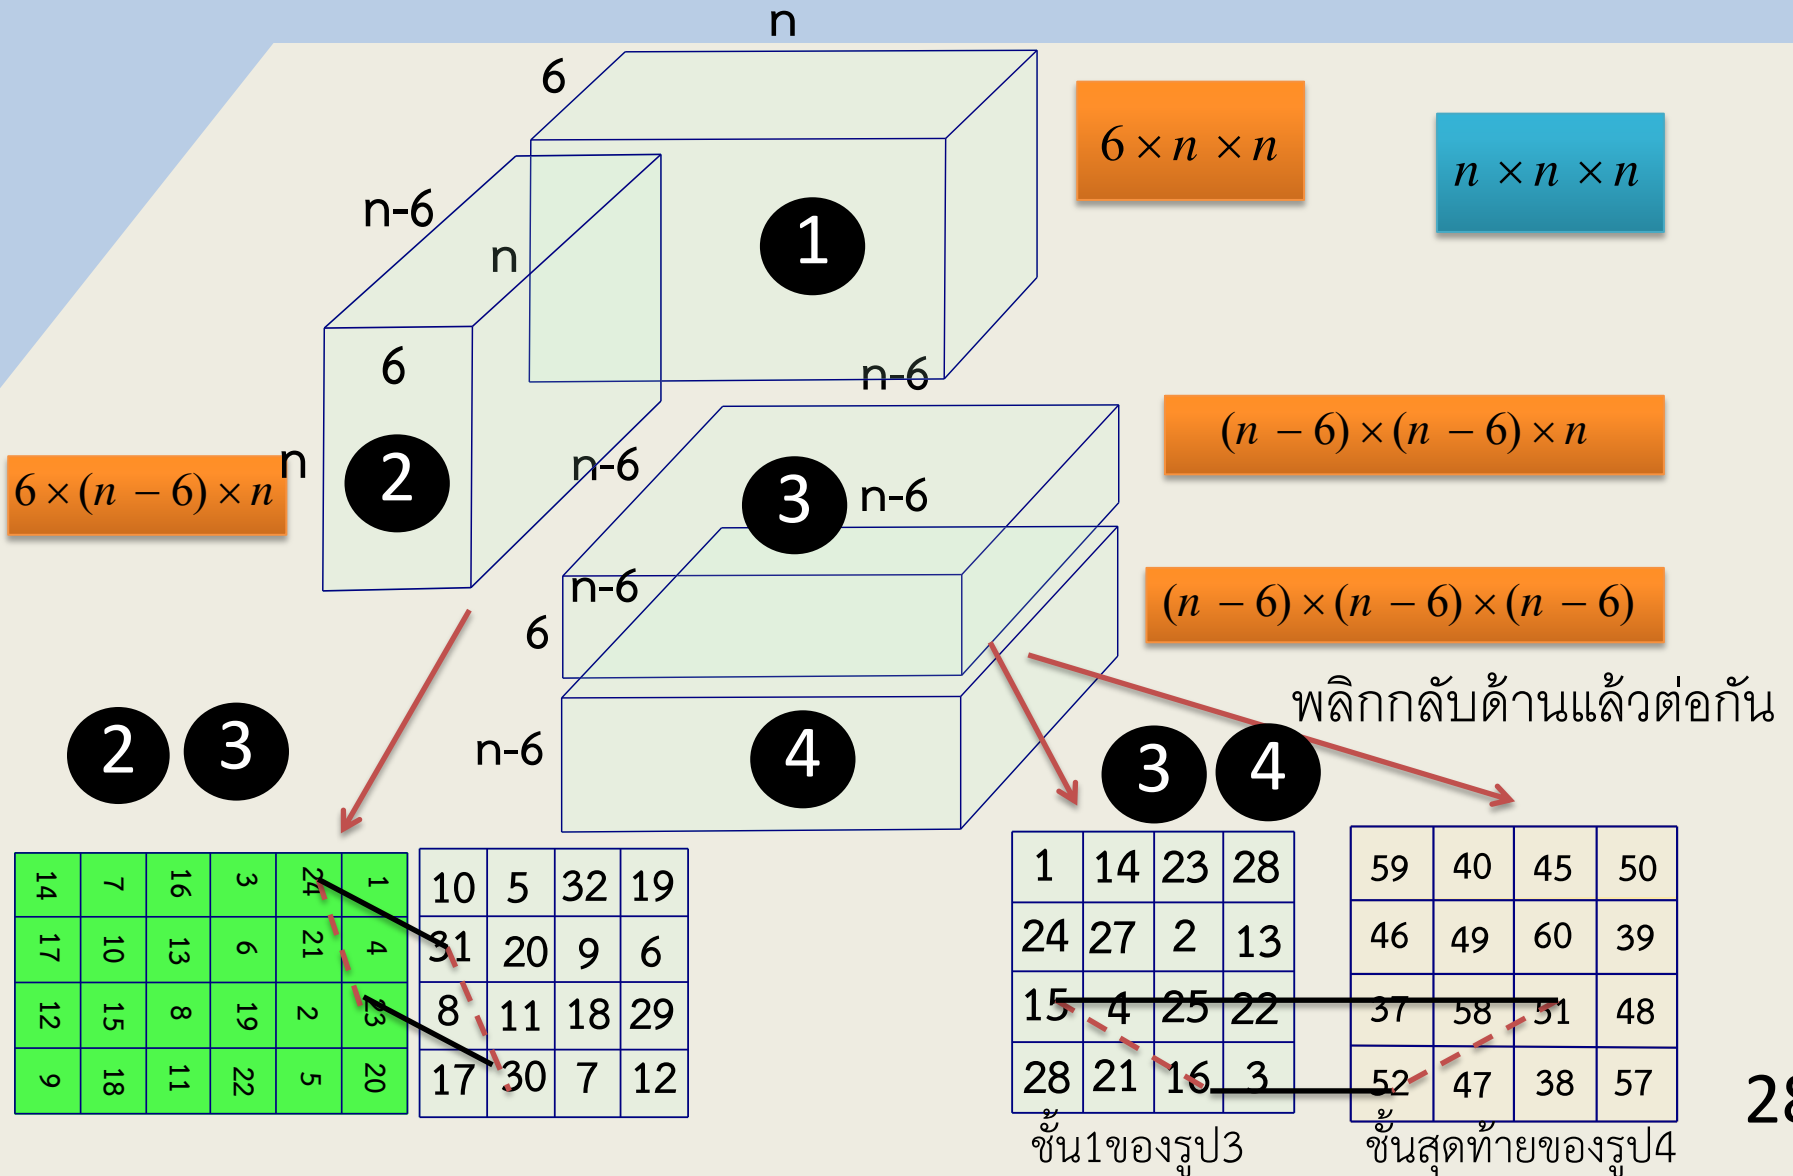 n
6
6 × n × n
n × n × n
n-6
n
1
6
n
2
6 × (n − 6) × n
n-6
n-6
3
n-6
(n − 6) × (n − 6) × n
n-6
6
(n − 6) × (n − 6) × (n − 6)
n-6
4
พลิกกลับด้านแล้วต่อกัน
2 3
3 4
14 7 16 3 24 1
17 10 13 6 21 4
12 15 8 19 2 23
9 18 11 22 5 20
10 5 32 19
31 20 9 6
8 11 18 29
17 30 7 12
1 14 23 28
24 27 2 13
15 4 25 22
28 21 16 3
ชั้น1ของรูป3
59 40 45 50
46 49 60 39
37 58 51 48
52 47 38 57
ชั้นสุดท้ายของรูป4